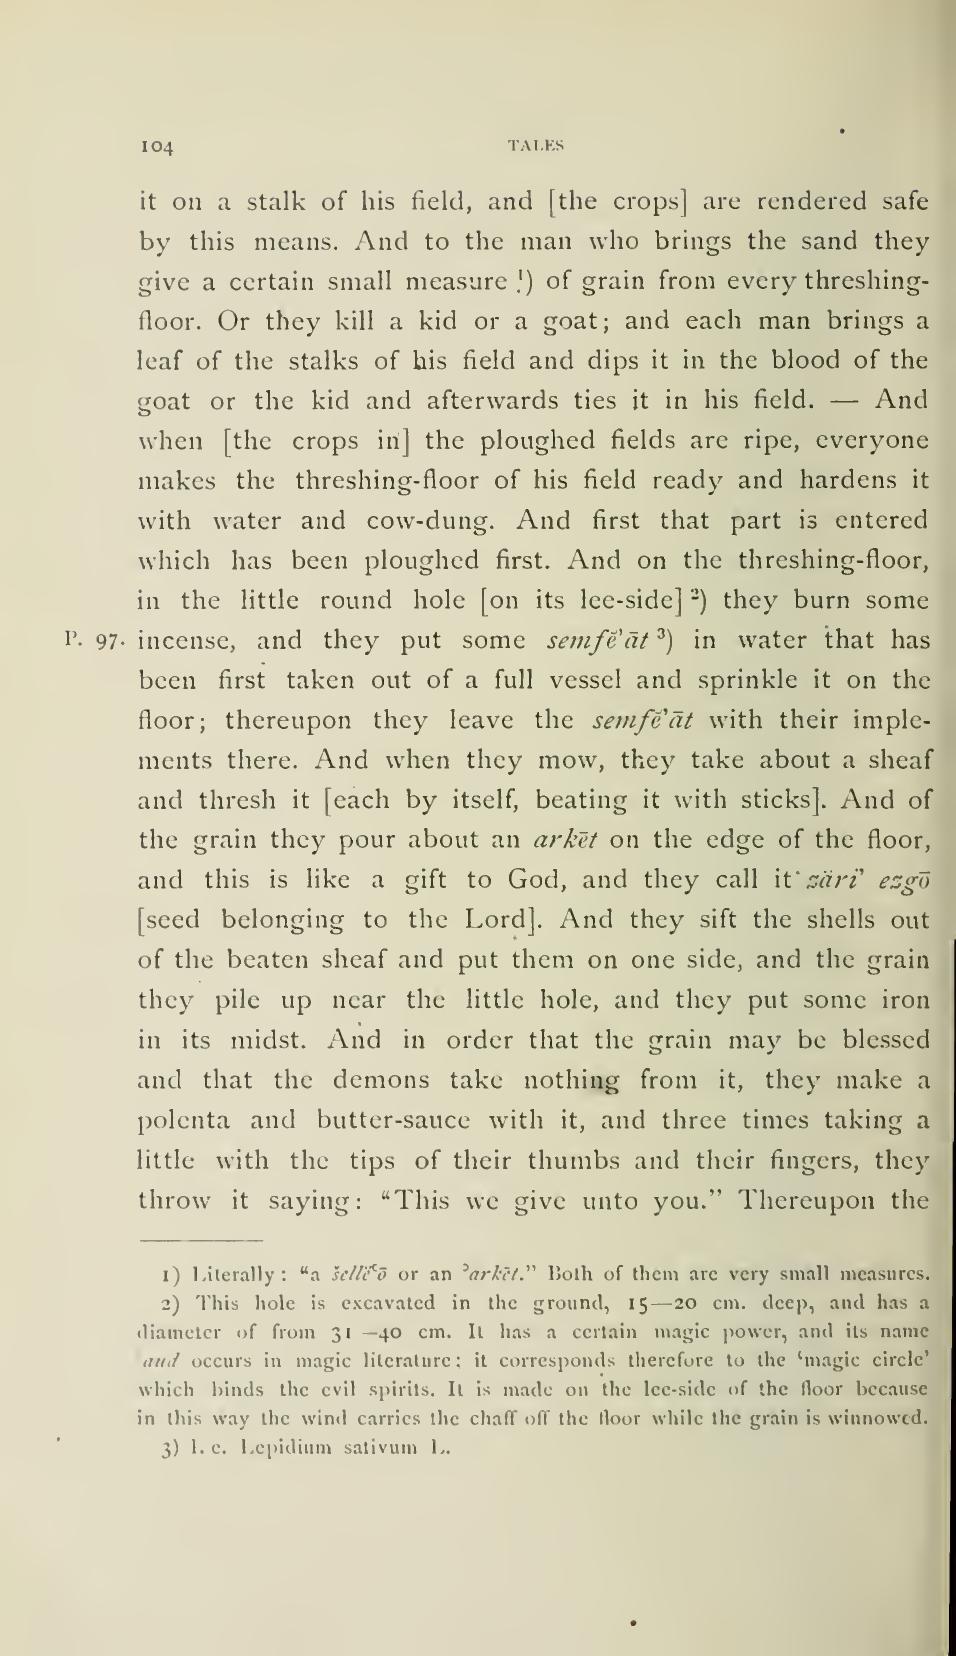 104 TALES
it on a stalk of his field, and [the crops] are rendered safe
by this means. And to the man who brings the sand they
give a certain small measure ¹) of grain from every threshing-
floor. Or they kill a kid or a goat; and each man brings a
leaf of the stalks of his field and dips it in the blood of the
goat or the kid and afterwards ties it in his field. — And
when [the crops in] the ploughed fields are ripe, everyone
makes the threshing-floor of his field ready and hardens it
with water and cow-dung. And first that part is entered
which has been ploughed first. And on the threshing-floor,
in the little round hole [on its lee-side] ²) they burn some
P. 97. incense, and they put some semfĕʾāt ³) in water that has
been first taken out of a full vessel and sprinkle it on the
floor; thereupon they leave the semfĕʾāt with their imple-
ments there. And when they mow, they take about a sheaf
and thresh it [each by itself, beating it with sticks]. And of
the grain they pour about an arkēt on the edge of the floor,
and this is like a gift to God, and they call it zärĭʾ ezgō
[seed belonging to the Lord]. And they sift the shells out
of the beaten sheaf and put them on one side, and the grain
they pile up near the little hole, and they put some iron
in its midst. And in order that the grain may be blessed
and that the demons take nothing from it, they make a
polenta and butter-sauce with it, and three times taking a
little with the tips of their thumbs and their fingers, they
throw it saying: “This we give unto you.” Thereupon the
1) Literally: “a šellĕʿō or an ʾarkēt.” Both of them are very small measures.
2) This hole is excavated in the ground, 15—20 cm. deep, and has a
diameter of from 31—40 cm. It has a certain magic power, and its name
aud occurs in magic literature: it corresponds therefore to the ‘magic circle’
which binds the evil spirits. It is made on the lee-side of the floor because
in this way the wind carries the chaff off the floor while the grain is winnowed.
3) I. e. Lepidium sativum L.